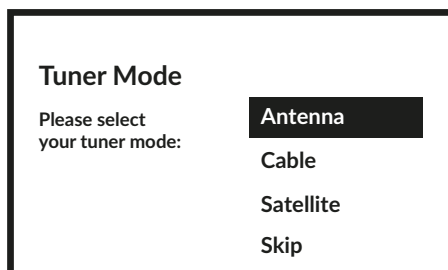 Tuner Mode
Please select
your tuner mode:
Antenna
Cable
Satellite
Skip